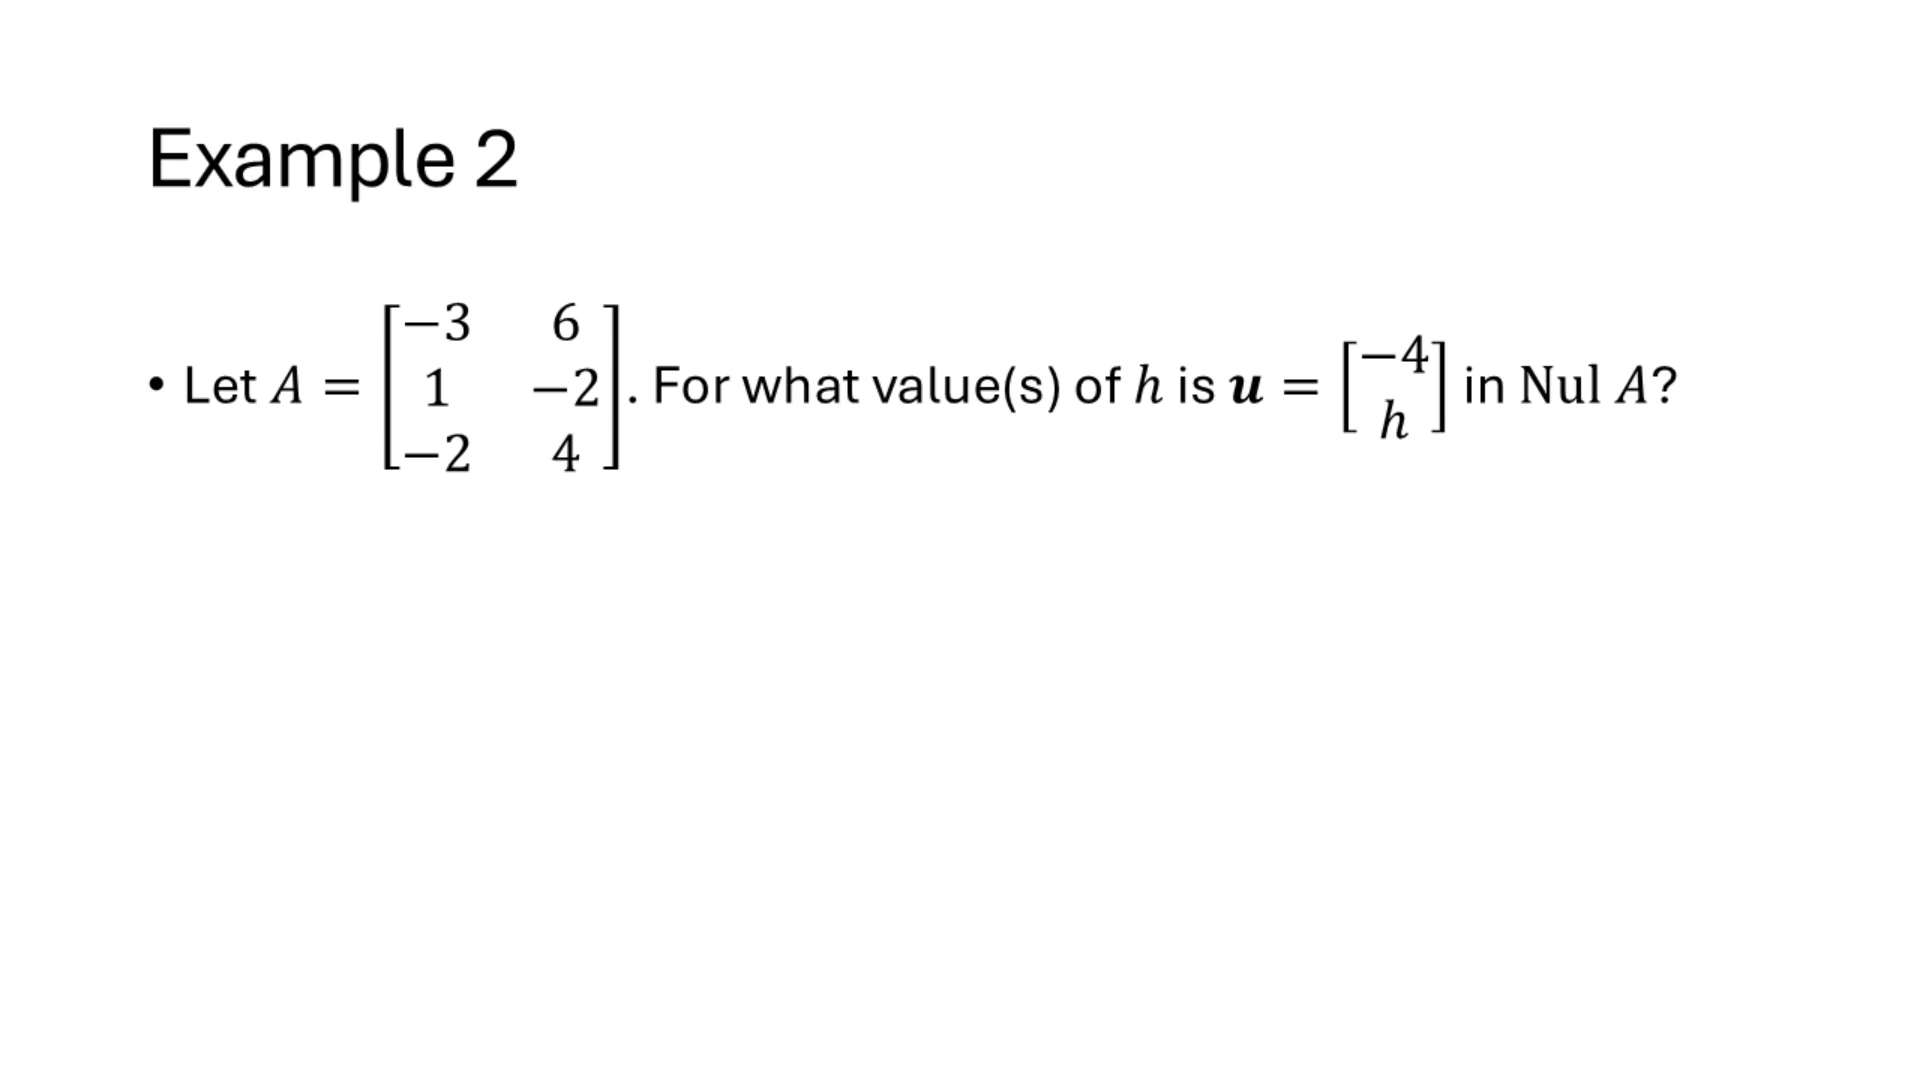 Example 2
• Let A = [−3 6; 1 −2; −2 4]. For what value(s) of h is u = [−4; h] in Nul A?